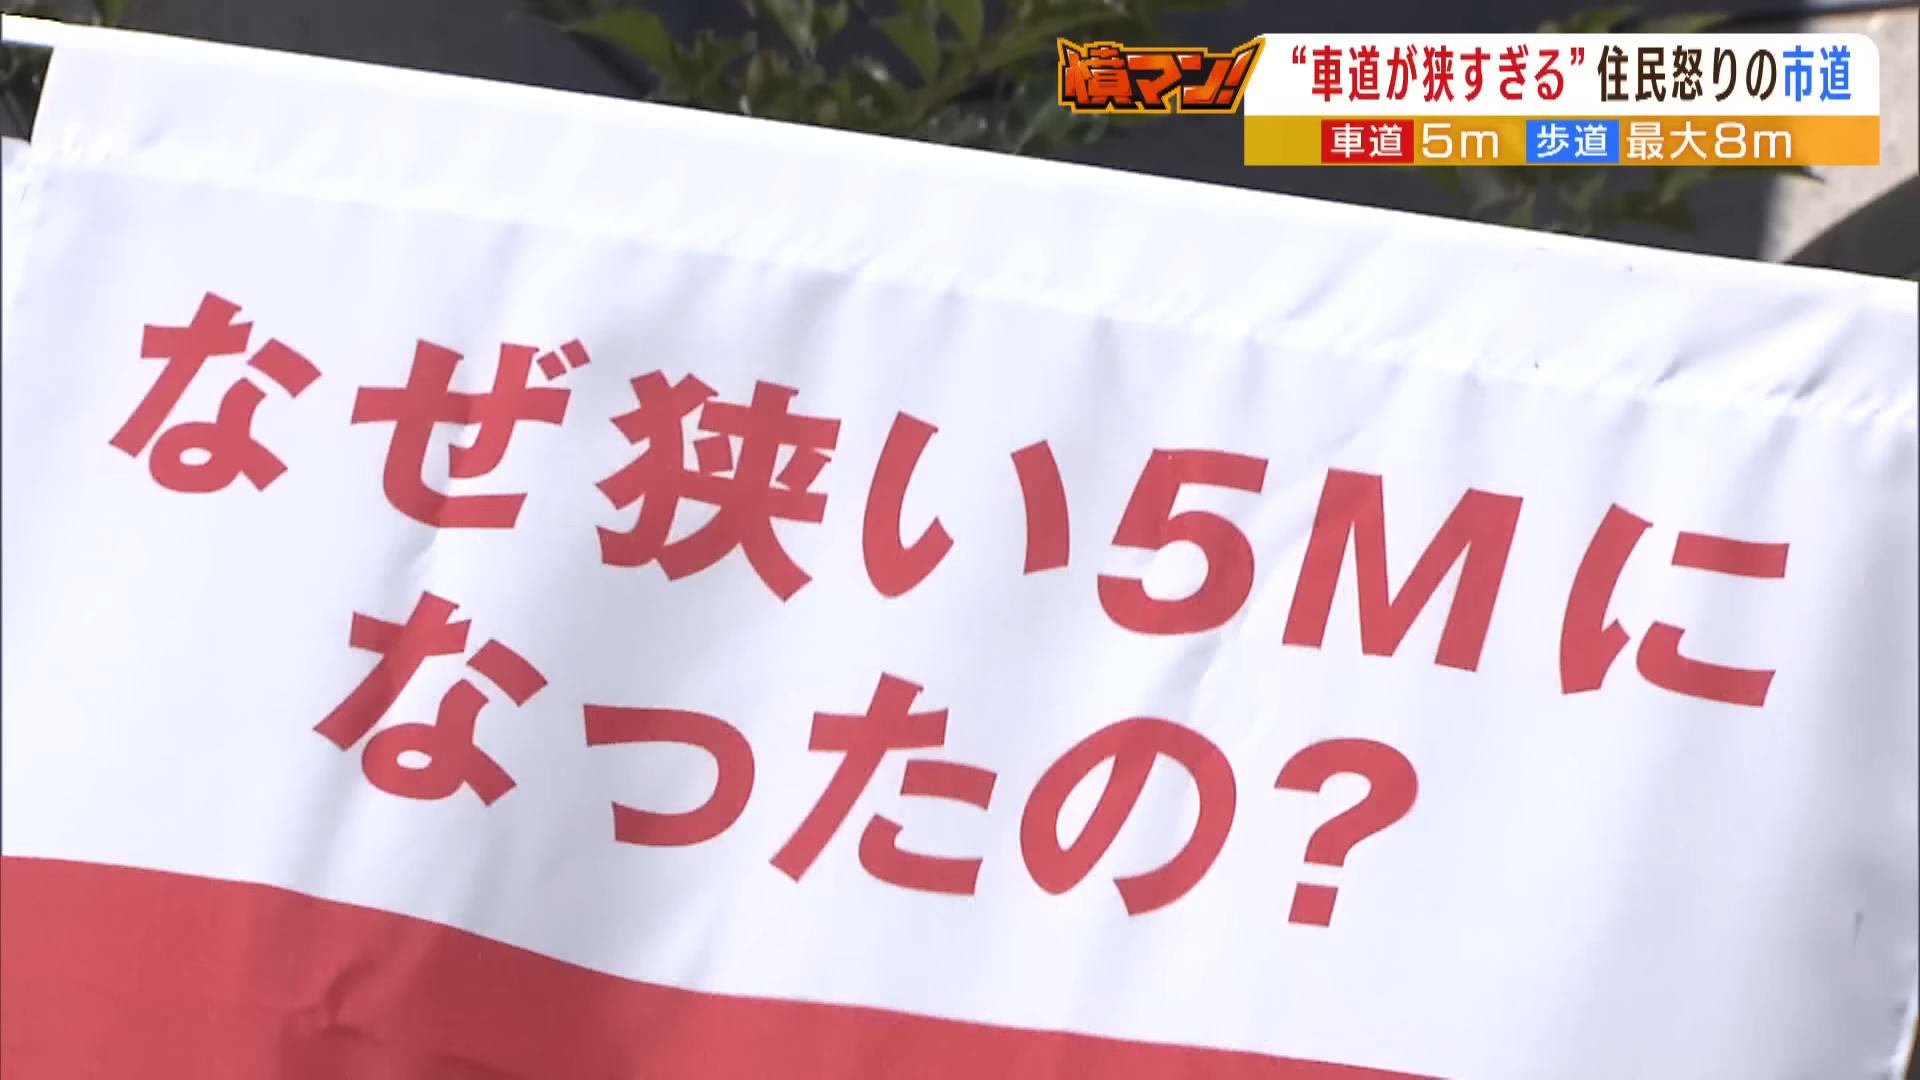 憤マン!
“車道が狭すぎる”住民怒りの市道
車道 5m 歩道 最大8m
なぜ狭い5Mに
なったの?